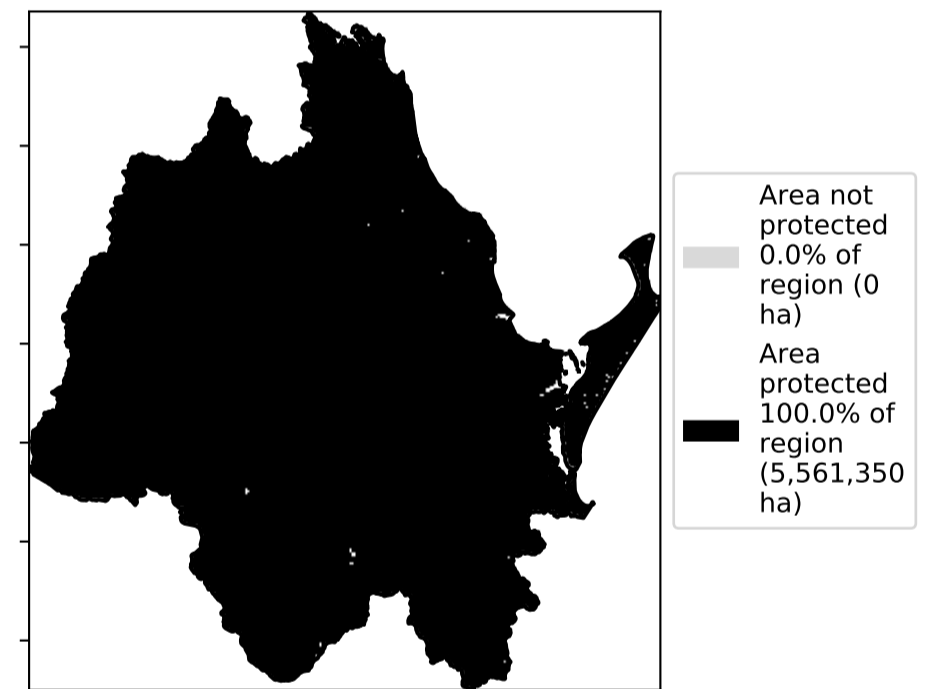 Area not
protected
0.0% of
region (0
ha)
Area
protected
100.0% of
region
(5,561,350
ha)